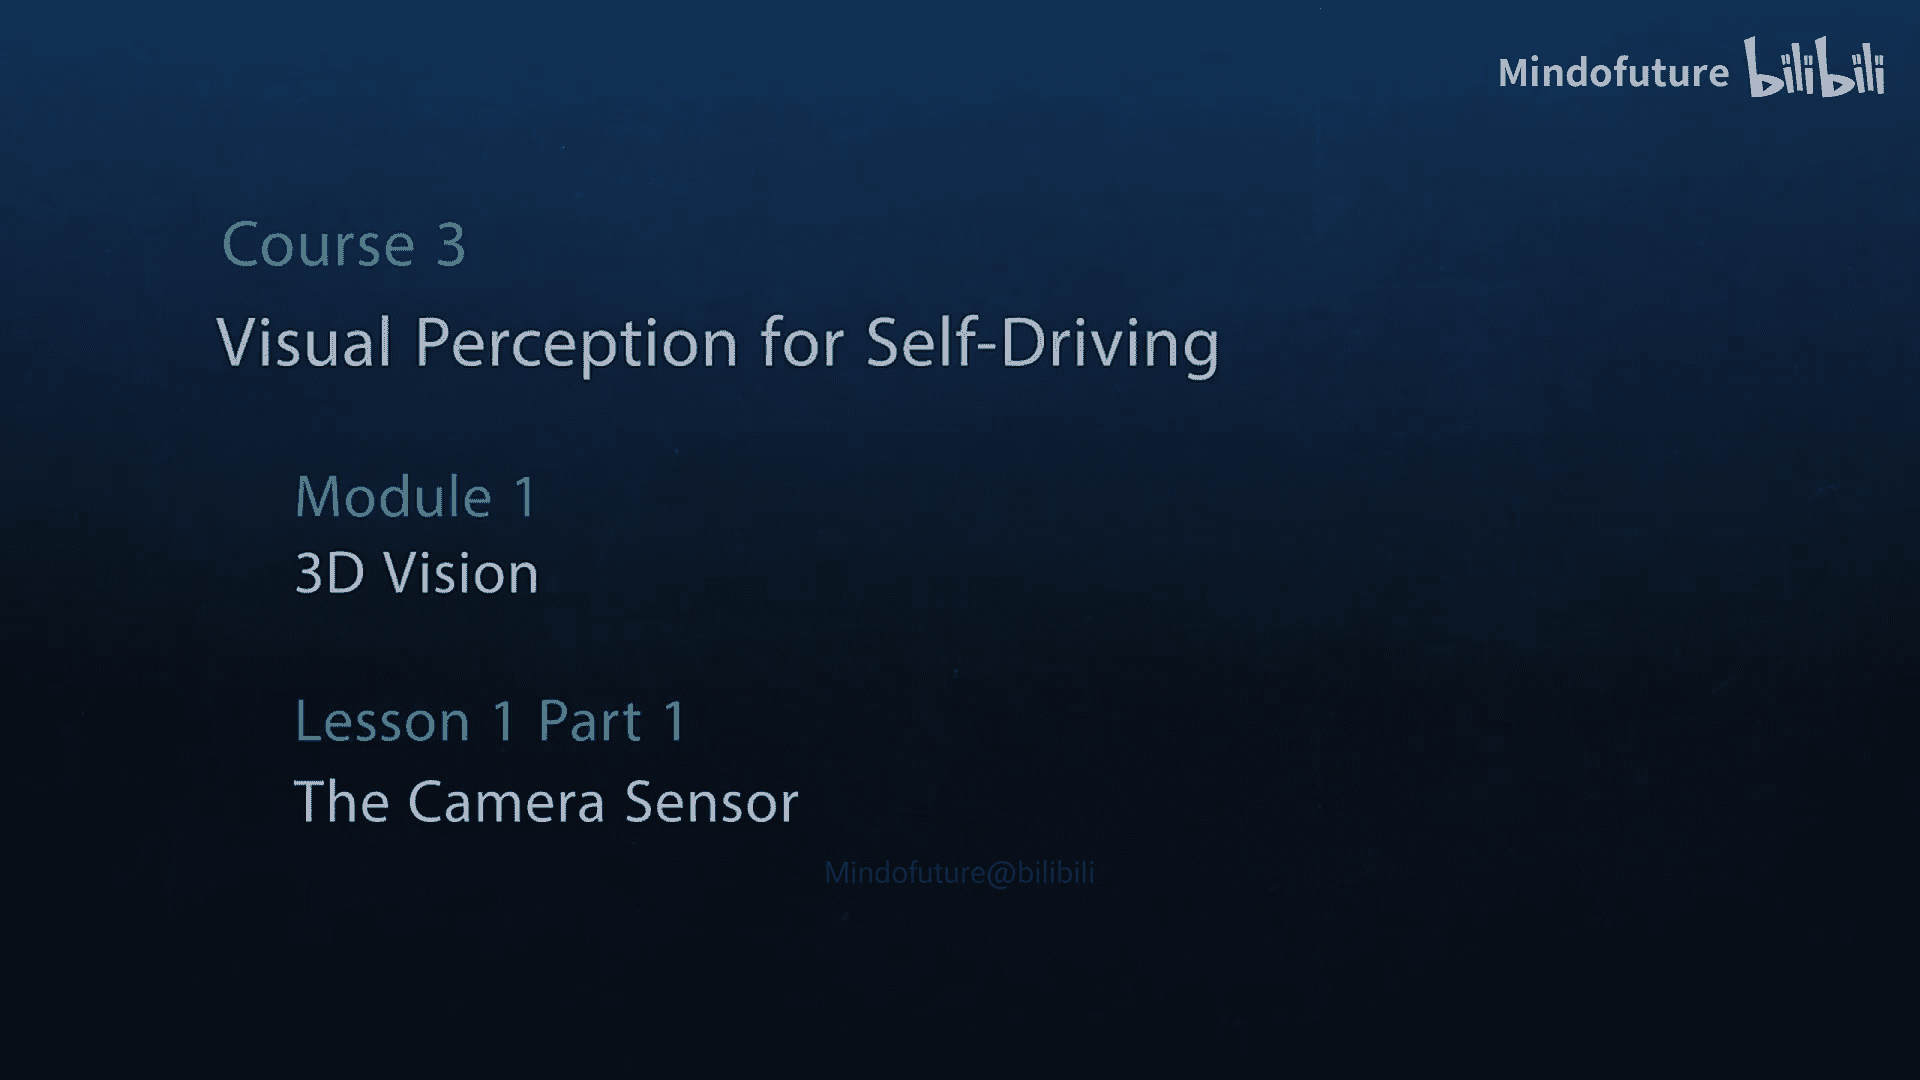 Mindofuture bilibili
Course 3
Visual Perception for Self-Driving
Module 1
3D Vision
Lesson 1 Part 1
The Camera Sensor
Mindofuture@bilibili